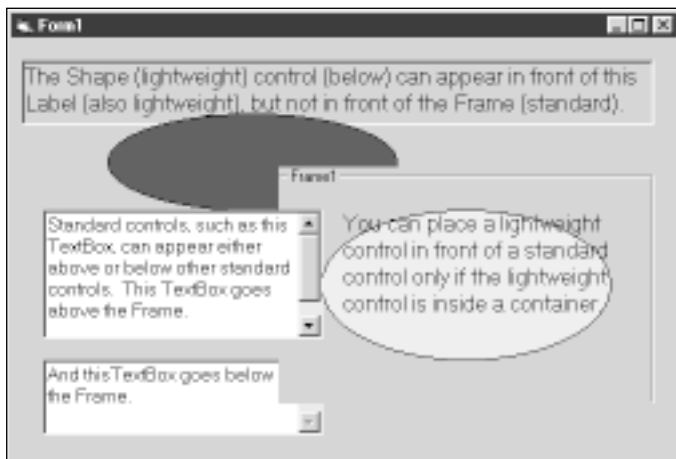 Form1
The Shape (lightweight) control (below) can appear in front of this
Label (also lightweight), but not in front of the Frame (standard).
Frame1
Standard controls, such as this
TextBox, can appear either
above or below other standard
controls. This TextBox goes
above the Frame.
You can place a lightweight
control in front of a standard
control only if the lightweight
control is inside a container
And this TextBox goes below
the Frame.